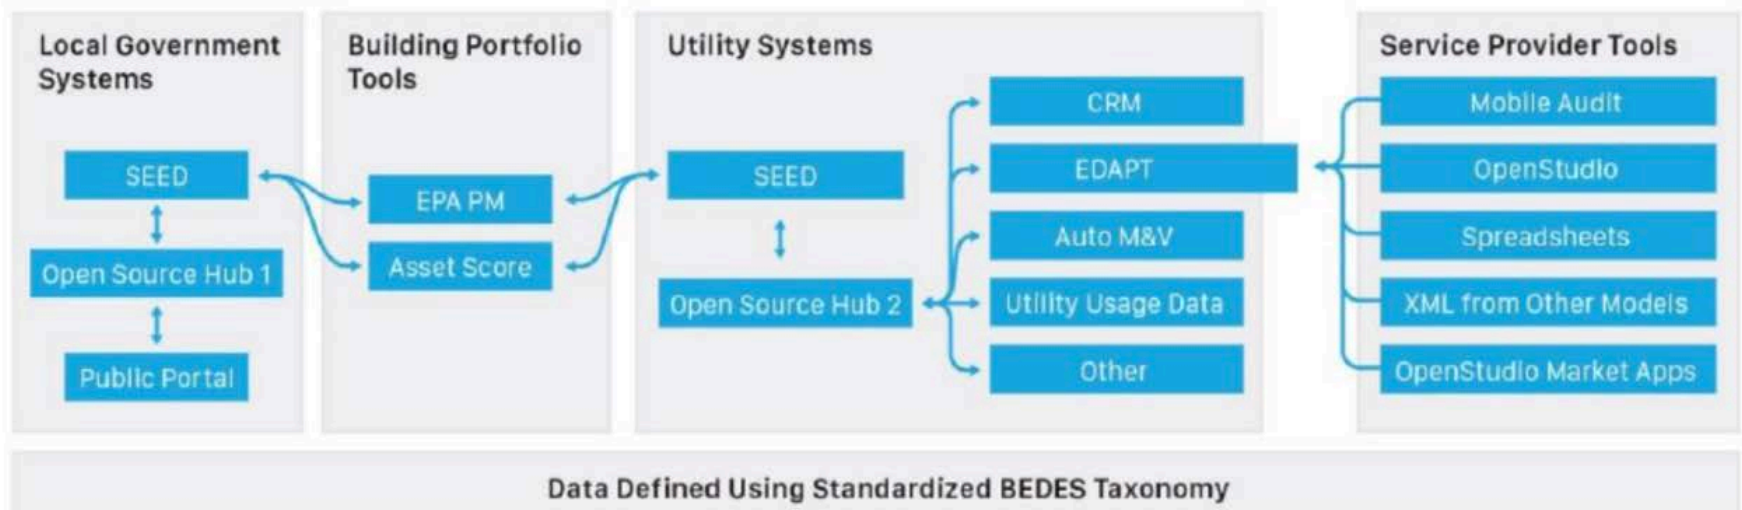 Local Government
Systems
SEED
Open Source Hub 1
Public Portal
Building Portfolio
Tools
EPA PM
Asset Score
Utility Systems
SEED
Open Source Hub 2
CRM
EDAPT
Auto M&V
Utility Usage Data
Other
Service Provider Tools
Mobile Audit
OpenStudio
Spreadsheets
XML from Other Models
OpenStudio Market Apps
Data Defined Using Standardized BEDES Taxonomy